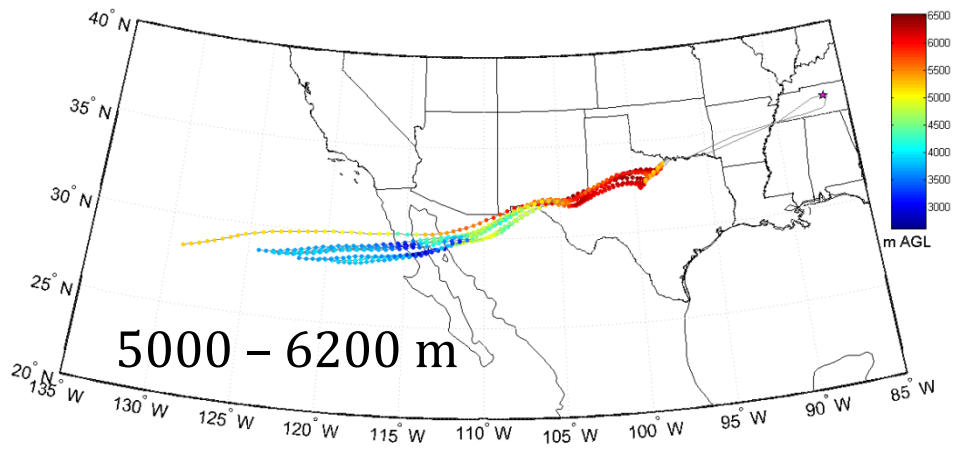 40° N
35° N
30° N
25° N
20° N
135° W
130° W
125° W
120° W
115° W
110° W
105° W
100° W
95° W
90° W
85° W
5000 – 6200 m
6500
6000
5500
5000
4500
4000
3500
3000
m AGL